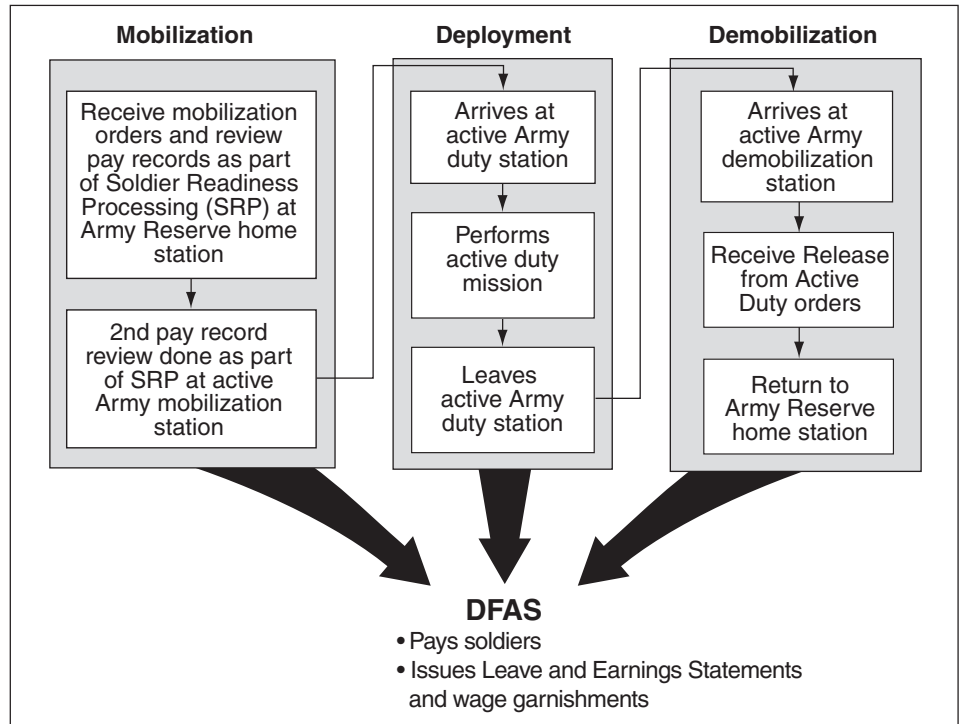 Mobilization
Receive mobilization
orders and review
pay records as part
of Soldier Readiness
Processing (SRP) at
Army Reserve home
station
2nd pay record
review done as part
of SRP at active
Army mobilization
station
Deployment
Arrives at
active Army
duty station
Performs
active duty
mission
Leaves
active Army
duty station
Demobilization
Arrives at
active Army
demobilization
station
Receive Release
from Active
Duty orders
Return to
Army Reserve
home station
DFAS
• Pays soldiers
• Issues Leave and Earnings Statements
and wage garnishments